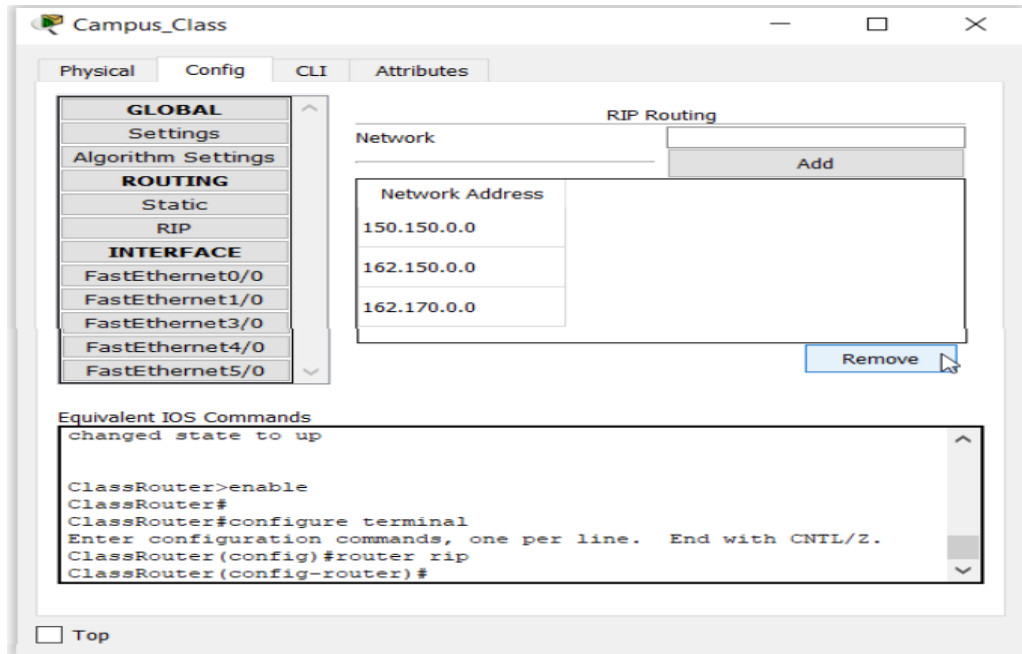 Campus_Class
Physical Config CLI Attributes
GLOBAL
Settings
Algorithm Settings
ROUTING
Static
RIP
INTERFACE
FastEthernet0/0
FastEthernet1/0
FastEthernet3/0
FastEthernet4/0
FastEthernet5/0
RIP Routing
Network
Add
Network Address
150.150.0.0
162.150.0.0
162.170.0.0
Remove
Equivalent IOS Commands
changed state to up
ClassRouter>enable
ClassRouter#
ClassRouter#configure terminal
Enter configuration commands, one per line. End with CNTL/Z.
ClassRouter(config)#router rip
ClassRouter(config-router)#
Top